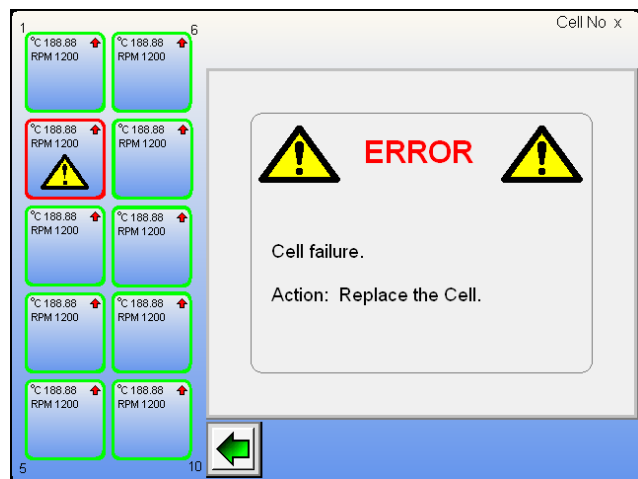 Cell No x
1
6
°C 188.88
RPM 1200
°C 188.88
RPM 1200
°C 188.88
RPM 1200
°C 188.88
RPM 1200
°C 188.88
RPM 1200
°C 188.88
RPM 1200
°C 188.88
RPM 1200
°C 188.88
RPM 1200
°C 188.88
RPM 1200
°C 188.88
RPM 1200
5
10
ERROR
Cell failure.
Action: Replace the Cell.